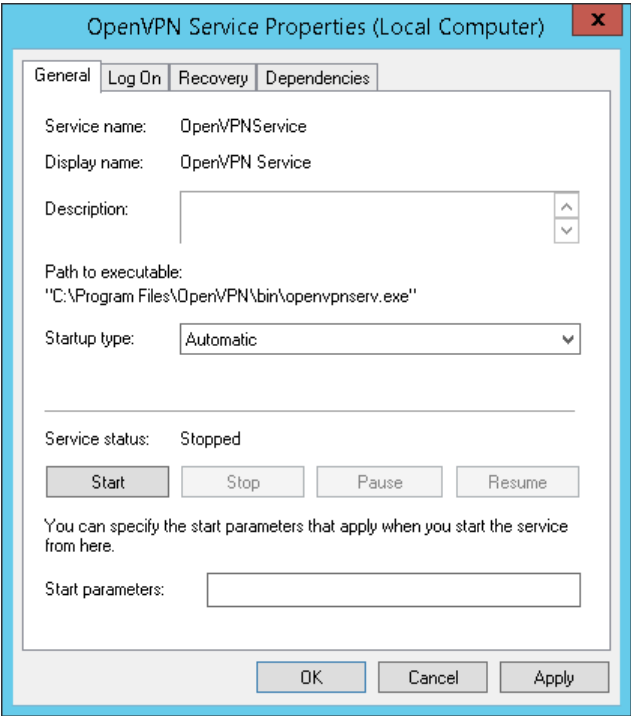 OpenVPN Service Properties (Local Computer)
x
General Log On Recovery Dependencies
Service name: OpenVPNService
Display name: OpenVPN Service
Description:
Path to executable:
"C:\Program Files\OpenVPN\bin\openvpnserv.exe"
Startup type: Automatic
Service status: Stopped
Start Stop Pause Resume
You can specify the start parameters that apply when you start the service
from here.
Start parameters:
OK Cancel Apply